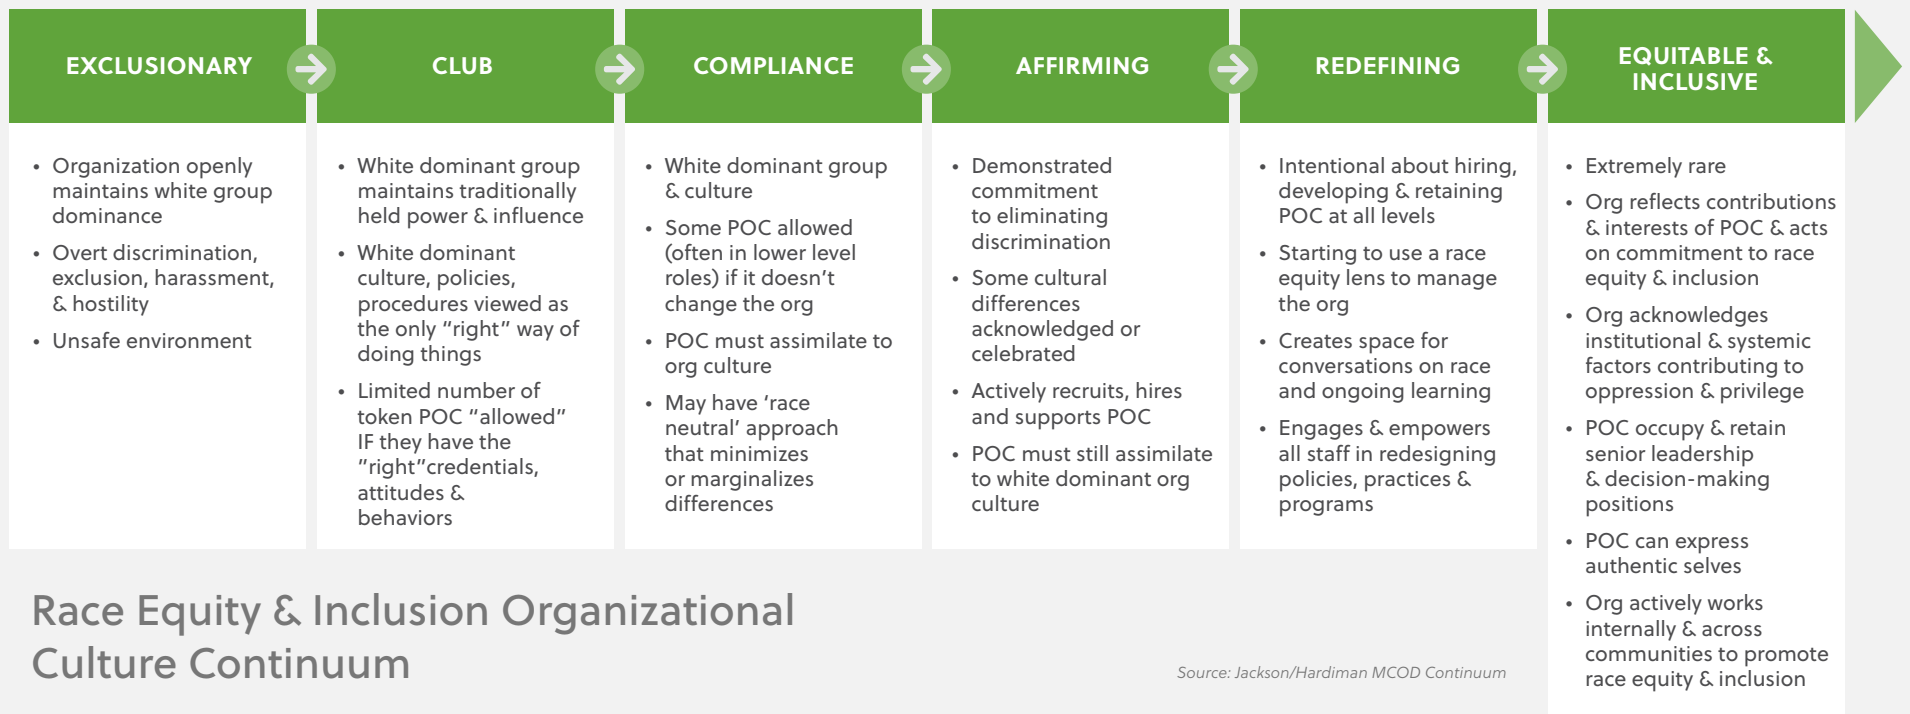 EXCLUSIONARY
• Organization openly
maintains white group
dominance
• Overt discrimination,
exclusion, harassment,
& hostility
• Unsafe environment
CLUB
• White dominant group
maintains traditionally
held power & influence
• White dominant
culture, policies,
procedures viewed as
the only "right" way of
doing things
• Limited number of
token POC "allowed"
IF they have the
"right"credentials,
attitudes &
behaviors
COMPLIANCE
• White dominant group
& culture
• Some POC allowed
(often in lower level
roles) if it doesn't
change the org
• POC must assimilate to
org culture
• May have 'race
neutral' approach
that minimizes
or marginalizes
differences
AFFIRMING
• Demonstrated
commitment
to eliminating
discrimination
• Some cultural
differences
acknowledged or
celebrated
• Actively recruits, hires
and supports POC
• POC must still assimilate
to white dominant org
culture
REDEFINING
• Intentional about hiring,
developing & retaining
POC at all levels
• Starting to use a race
equity lens to manage
the org
• Creates space for
conversations on race
and ongoing learning
• Engages & empowers
all staff in redesigning
policies, practices &
programs
EQUITABLE &
INCLUSIVE
• Extremely rare
• Org reflects contributions
& interests of POC & acts
on commitment to race
equity & inclusion
• Org acknowledges
institutional & systemic
factors contributing to
oppression & privilege
• POC occupy & retain
senior leadership
& decision-making
positions
• POC can express
authentic selves
• Org actively works
internally & across
communities to promote
race equity & inclusion
Race Equity & Inclusion Organizational
Culture Continuum
Source: Jackson/Hardiman MCOD Continuum